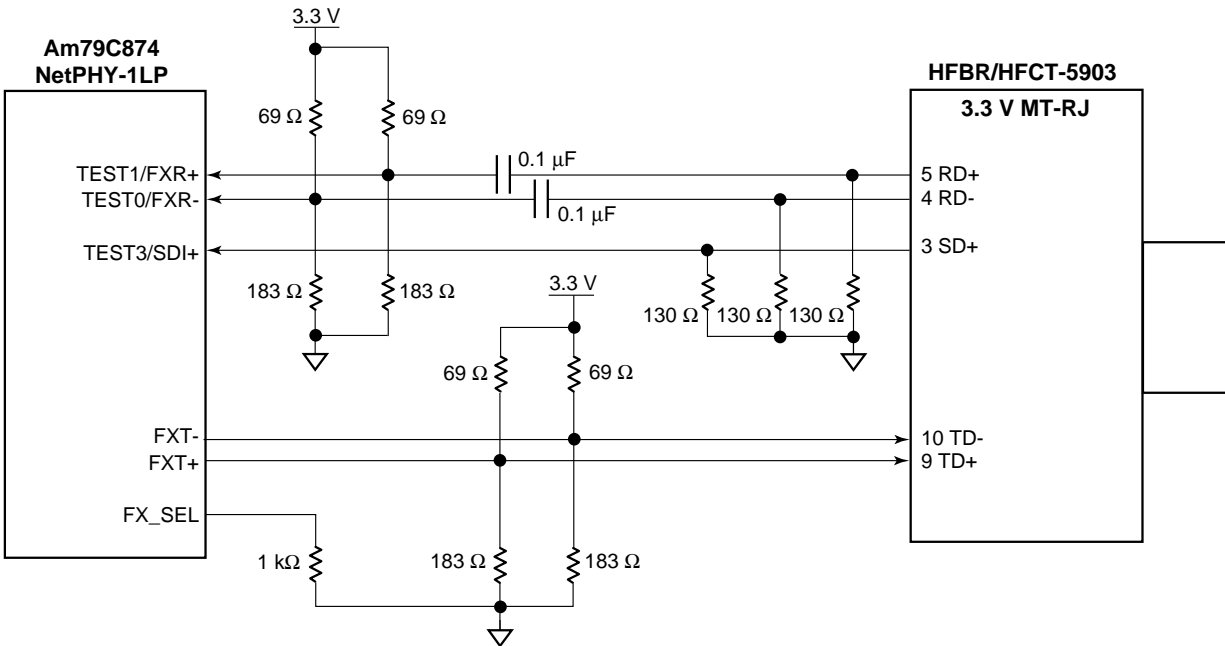 3.3 V
Am79C874
NetPHY-1LP
HFBR/HFCT-5903
3.3 V MT-RJ
69 Ω
69 Ω
0.1 μF
TEST1/FXR+
5 RD+
TEST0/FXR-
4 RD-
0.1 μF
TEST3/SDI+
3 SD+
183 Ω
183 Ω
3.3 V
130 Ω
130 Ω
130 Ω
69 Ω
69 Ω
FXT-
10 TD-
FXT+
9 TD+
FX_SEL
1 kΩ
183 Ω
183 Ω